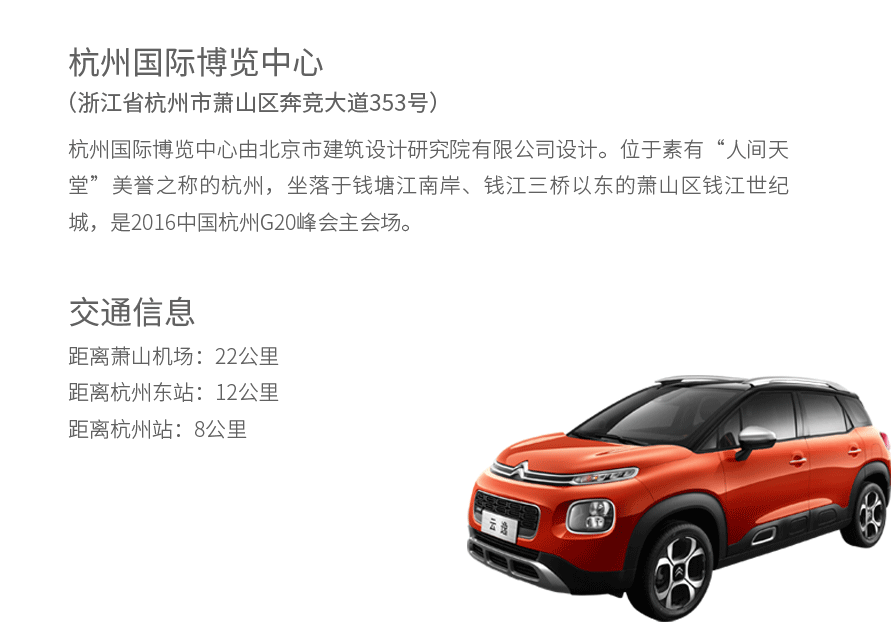 杭州国际博览中心
（浙江省杭州市萧山区奔竞大道353号）
杭州国际博览中心由北京市建筑设计研究院有限公司设计。位于素有“人间天
堂”美誉之称的杭州，坐落于钱塘江南岸、钱江三桥以东的萧山区钱江世纪
城，是2016中国杭州G20峰会主会场。
交通信息
距离萧山机场：22公里
距离杭州东站：12公里
距离杭州站：8公里
云逸